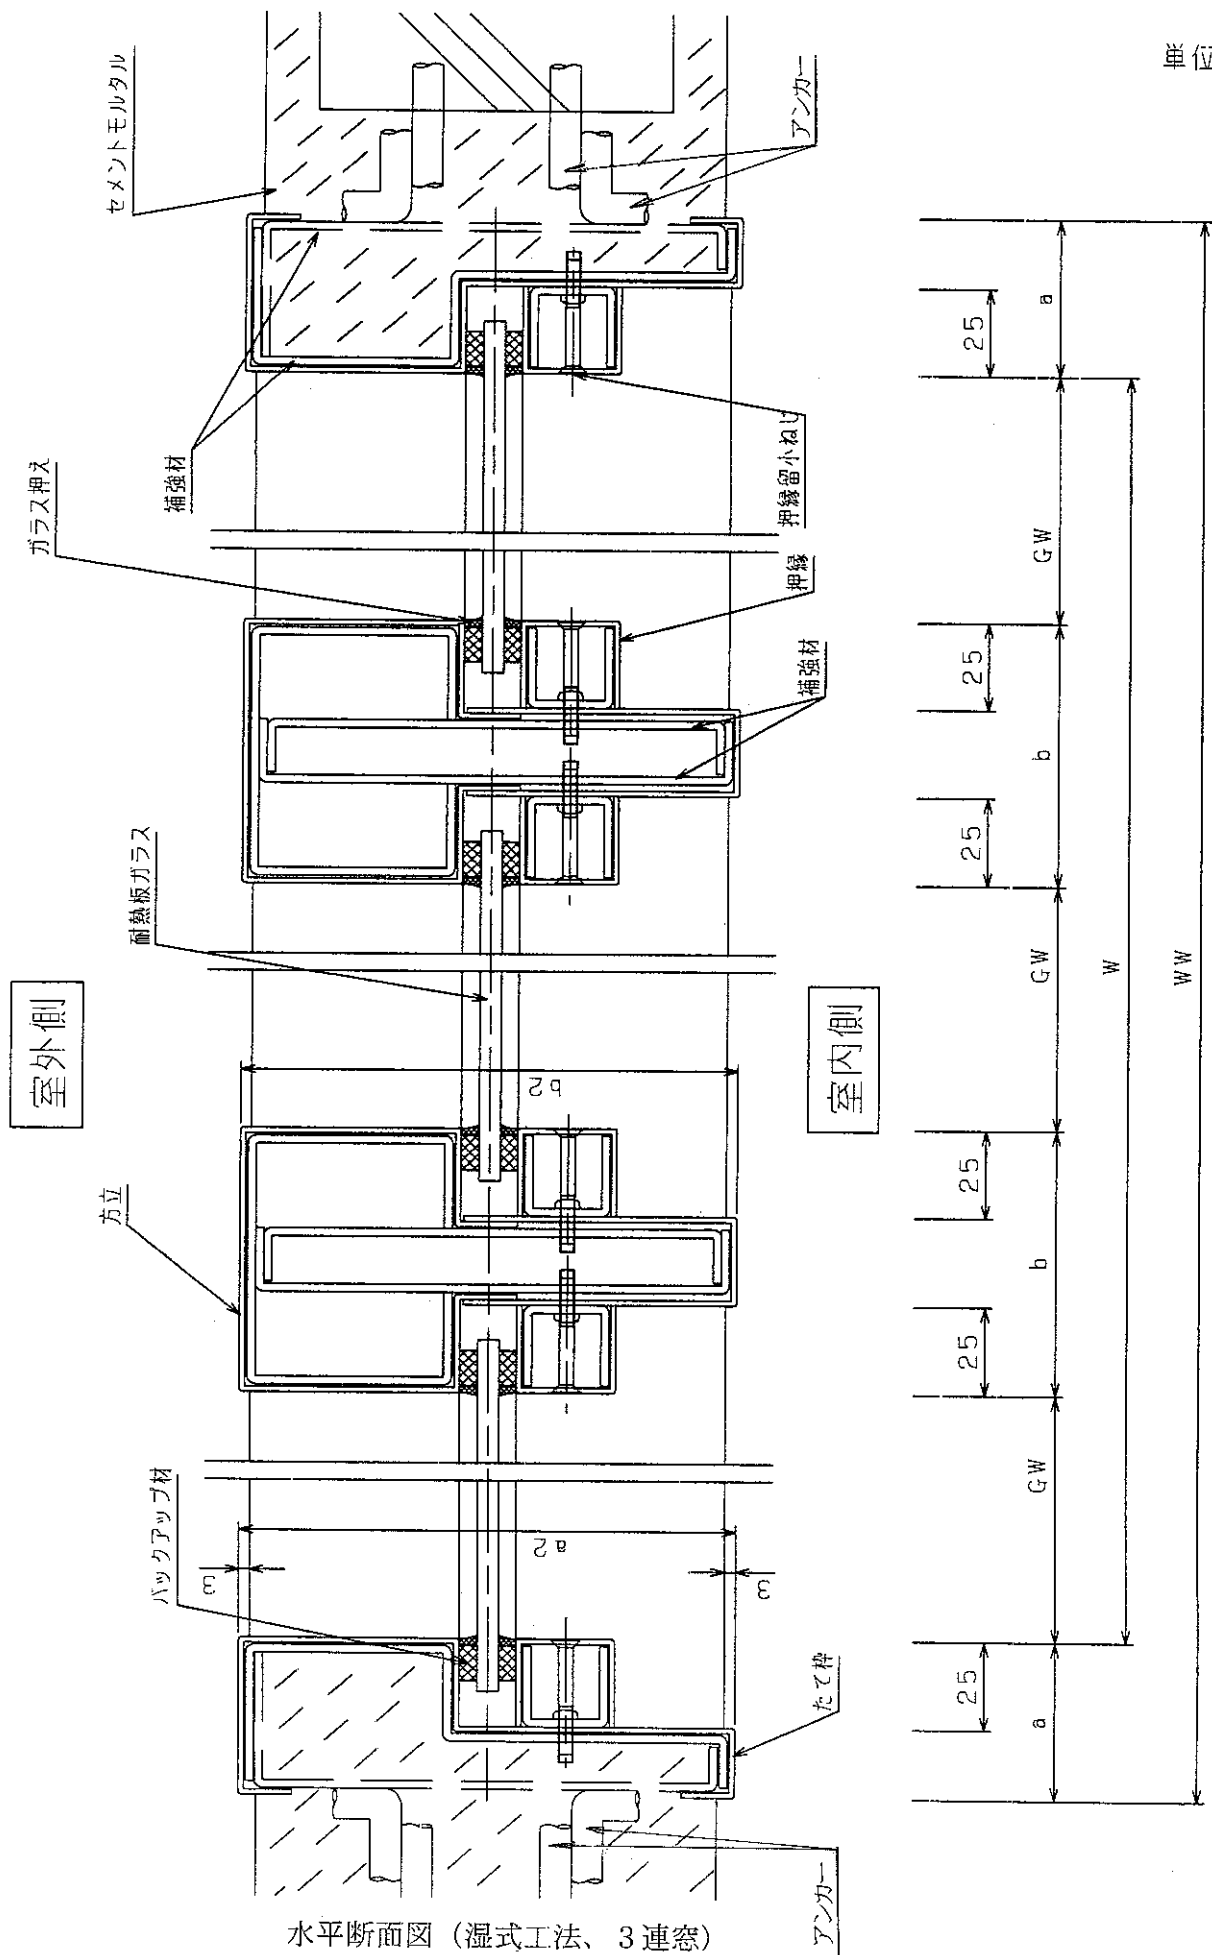 単位
セメントモルタル
アンカー
補強材
ガラス押え
押縁留小ねじ
押縁
補強材
耐熱板ガラス
室外側
室内側
方立
バックアップ材
たて枠
アンカー
a2
b2
3
3
25
25
25
25
25
25
a
GW
b
GW
b
GW
a
W
WW
水平断面図（湿式工法、３連窓）